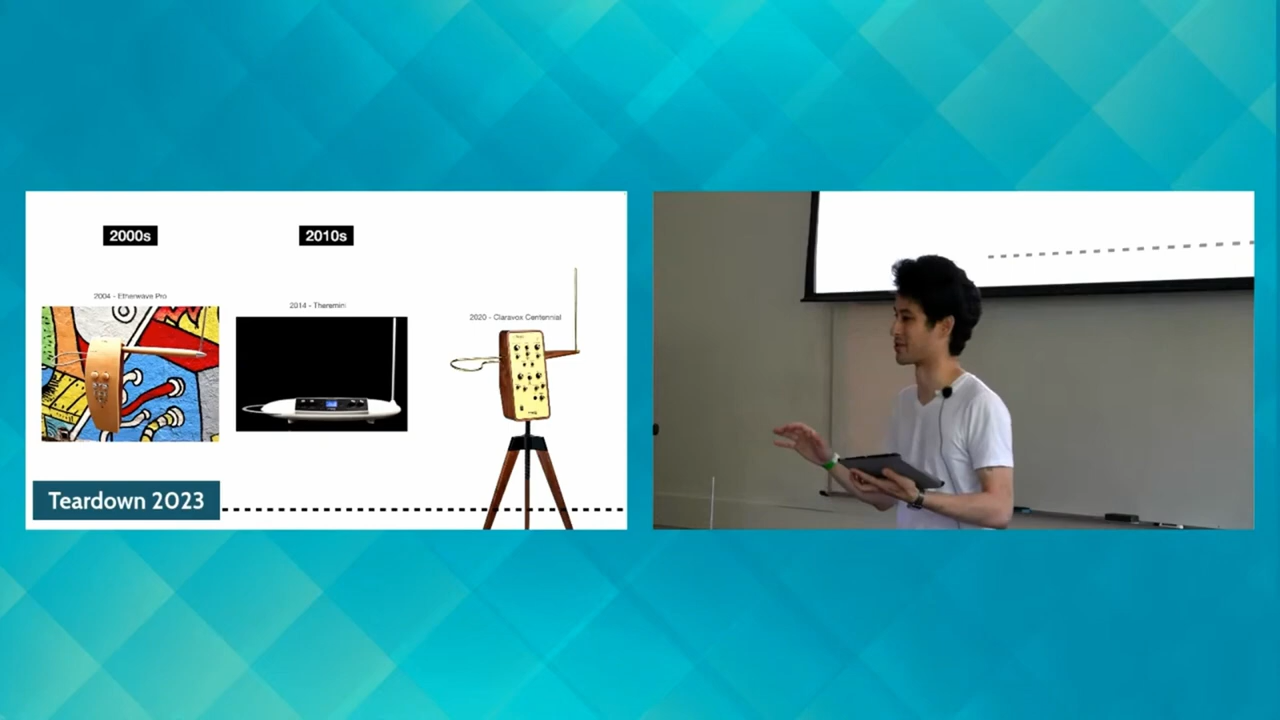 2000s
2010s
2004 - Etherwave Pro
2014 - Theremini
2020 - Claravox Centennial
Teardown 2023